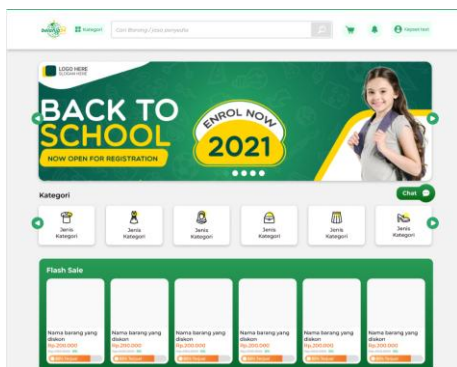 Kategori
Cari Barang / Jasa penyedia
LOGO HERE
SLOGAN HERE
BACK TO
SCHOOL
NOW OPEN FOR REGISTRATION
ENROL NOW
2021
Kategori
Chat
Jenis Kategori
Jenis Kategori
Jenis Kategori
Jenis Kategori
Jenis Kategori
Jenis Kategori
Flash Sale
Nama barang yang diskon
Rp.200.000
Nama barang yang diskon
Rp.200.000
Nama barang yang diskon
Rp.200.000
Nama barang yang diskon
Rp.200.000
Nama barang yang diskon
Rp.200.000
Nama barang yang diskon
Rp.200.000